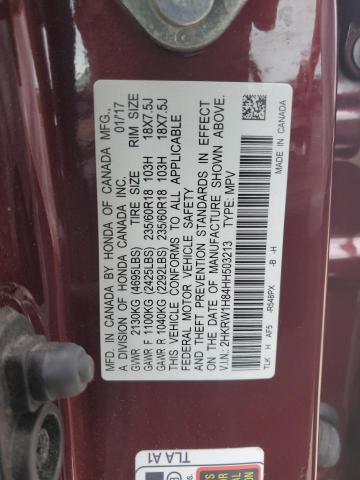 MFD. IN CANADA BY HONDA OF CANADA MFG.,
A DIVISION OF HONDA CANADA INC. 01/17
TIRE SIZE RIM SIZE
GVWR 2130KG (4695LBS)
GAWR F 1100KG (2425LBS) 235/60R18 103H 18X7.5J
GAWR R 1040KG (2292LBS) 235/60R18 103H 18X7.5J
THIS VEHICLE CONFORMS TO ALL APPLICABLE
FEDERAL MOTOR VEHICLE SAFETY
AND THEFT PREVENTION STANDARDS IN EFFECT
ON THE DATE OF MANUFACTURE SHOWN ABOVE.
V.I.N.: 2HKRW1H84HH503213 TYPE: MPV
TLK H AF5 -R548PX -B -H
MADE IN CANADA
TLA A1